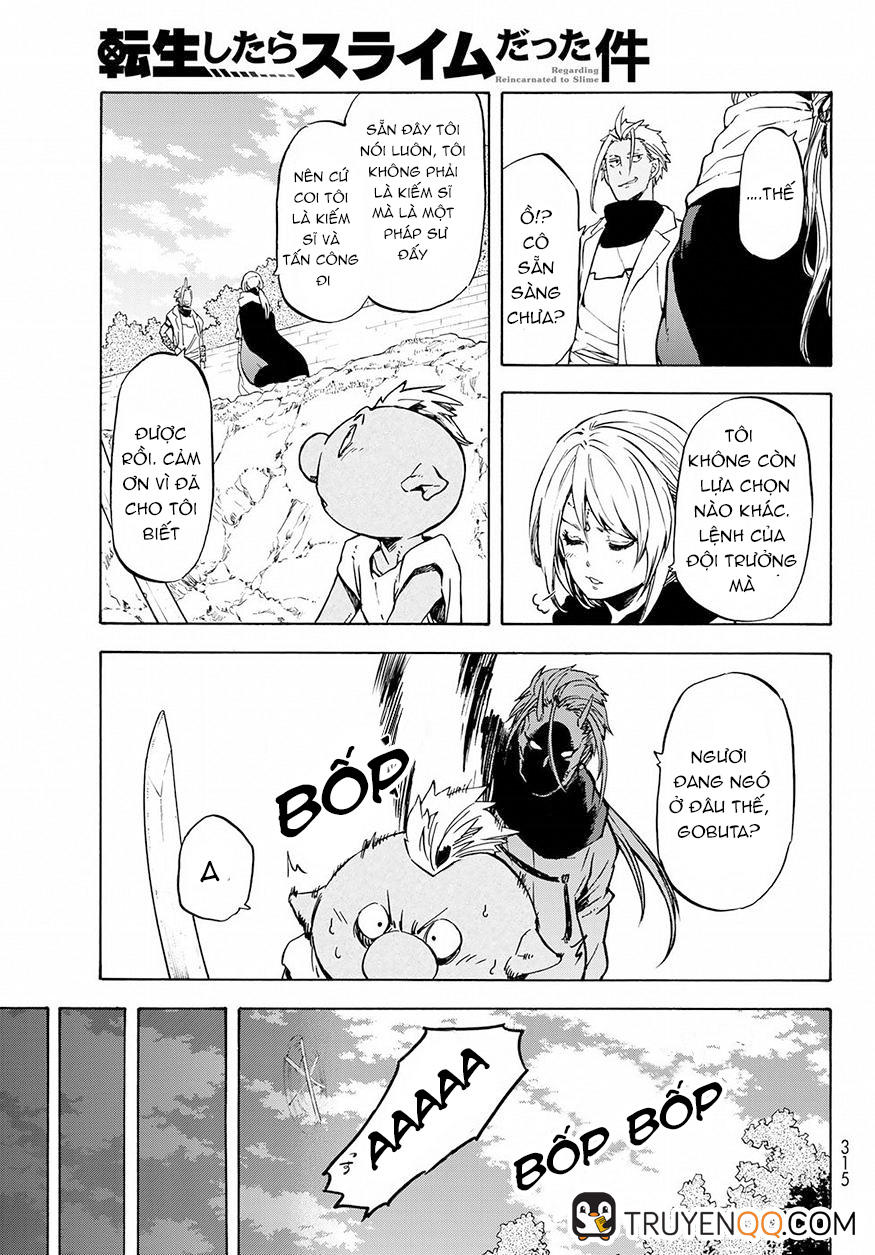 転生したらスライムだった件
Regarding
Reincarnated to Slime
....THẾ
Ồ!?
CÔ
SẴN
SÀNG
CHƯA?
SẴN ĐÂY TÔI
NÓI LUÔN, TÔI
KHÔNG PHẢI
LÀ KIẾM SĨ
MÀ LÀ MỘT
PHÁP SƯ
ĐẤY
NÊN CỨ
COI TÔI
LÀ KIẾM
SĨ VÀ
TẤN CÔNG
ĐI
ĐƯỢC
RỒI. CẢM
ƠN VÌ ĐÃ
CHO TÔI
BIẾT
TÔI
KHÔNG CÒN
LỰA CHỌN
NÀO KHÁC.
LỆNH CỦA
ĐỘI TRƯỞNG
MÀ
NGƯƠI
ĐANG NGÓ
Ở ĐÂU THẾ,
GOBUTA?
BỐP
A
AAAAA
BỐP BỐP
315
TRUYENQQ.COM